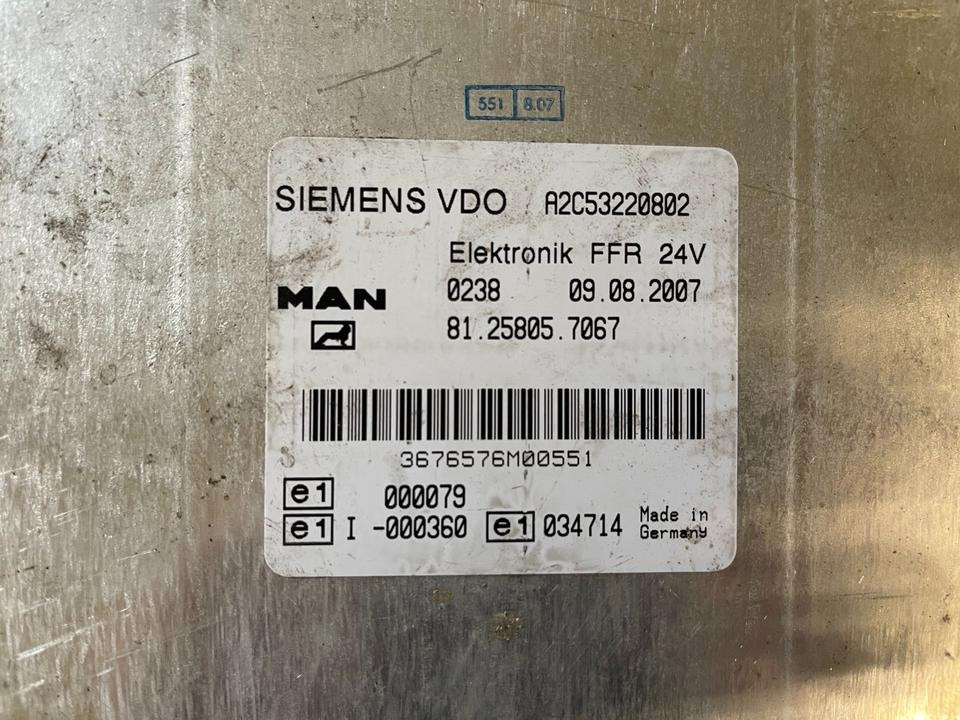 551 8.07
SIEMENS VDO A2C53220802
Elektronik FFR 24V
MAN 0238 09.08.2007
81.25805.7067
3676576M00551
e1 000079
e1 I -000360 e1 034714 Made in
Germany